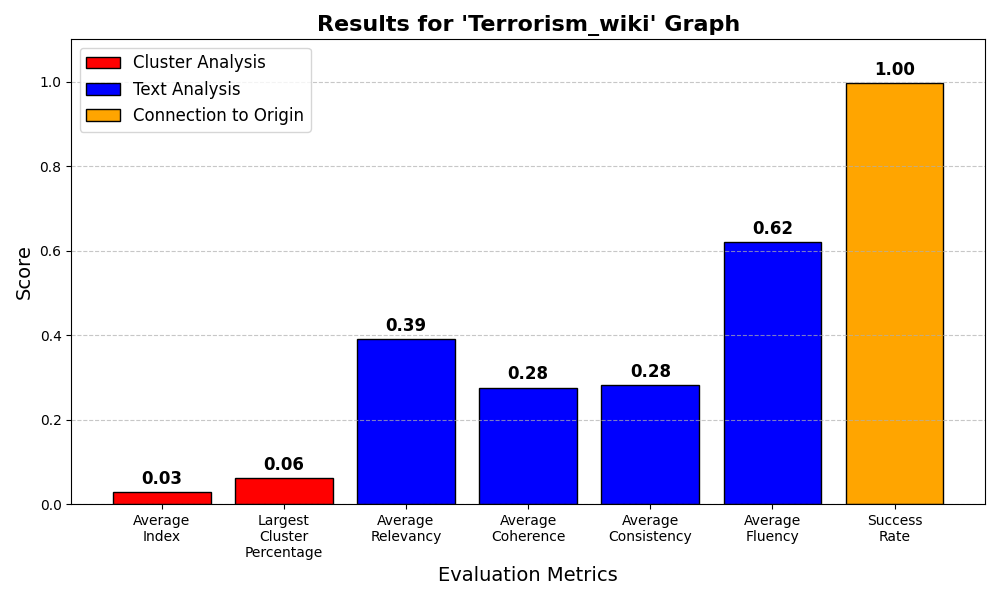 Results for 'Terrorism_wiki' Graph
Cluster Analysis
Text Analysis
Connection to Origin
Score
1.0
0.8
0.6
0.4
0.2
0.0
0.03
0.06
0.39
0.28
0.28
0.62
1.00
Average
Index
Largest
Cluster
Percentage
Average
Relevancy
Average
Coherence
Average
Consistency
Average
Fluency
Success
Rate
Evaluation Metrics